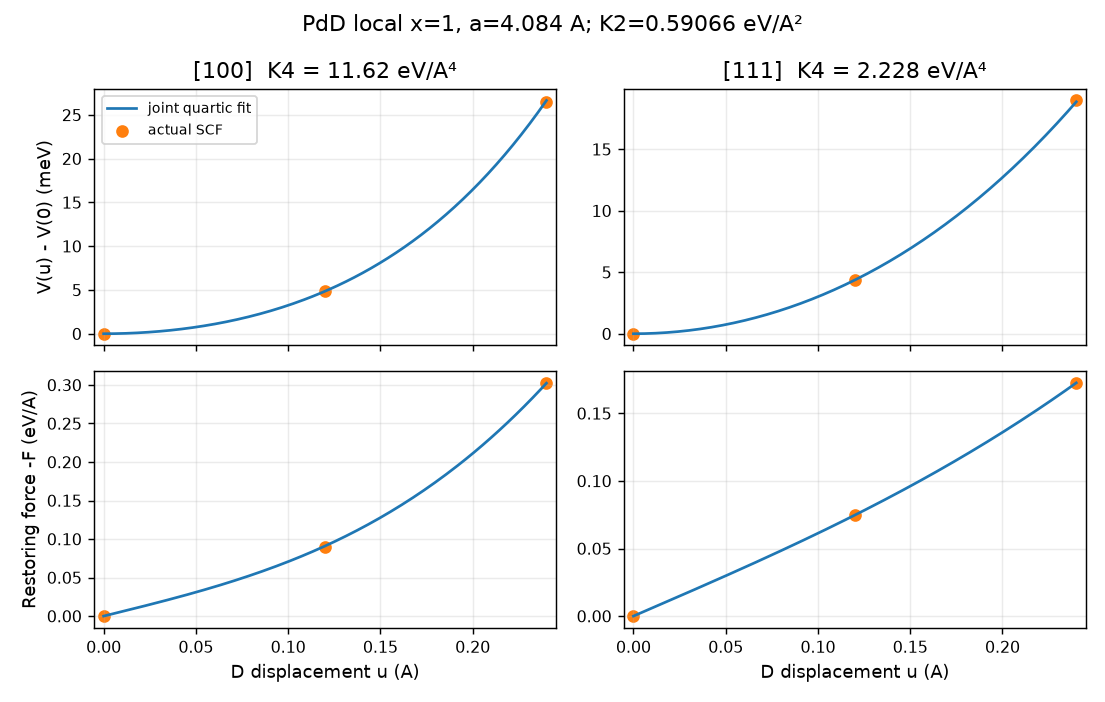 PdD local x=1, a=4.084 A; K2=0.59066 eV/A²
[100]  K4 = 11.62 eV/A⁴
[111]  K4 = 2.228 eV/A⁴
joint quartic fit
actual SCF
V(u) - V(0) (meV)
25
20
15
10
5
0
15
10
5
0
Restoring force -F (eV/A)
0.30
0.25
0.20
0.15
0.10
0.05
0.00
0.15
0.10
0.05
0.00
0.00 0.05 0.10 0.15 0.20
0.00 0.05 0.10 0.15 0.20
D displacement u (A)
D displacement u (A)